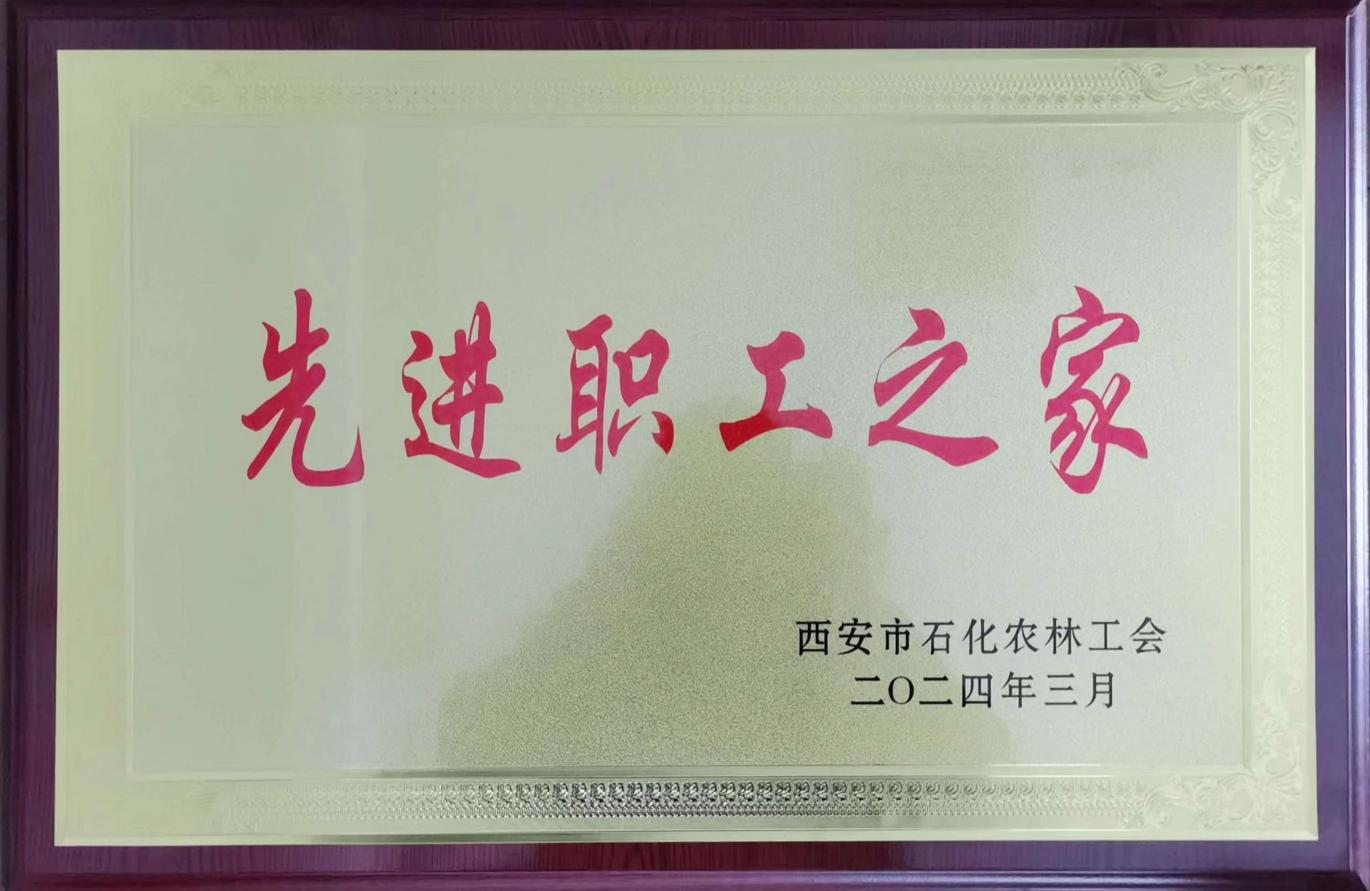 先进职工之家
西安市石化农林工会
二〇二四年三月